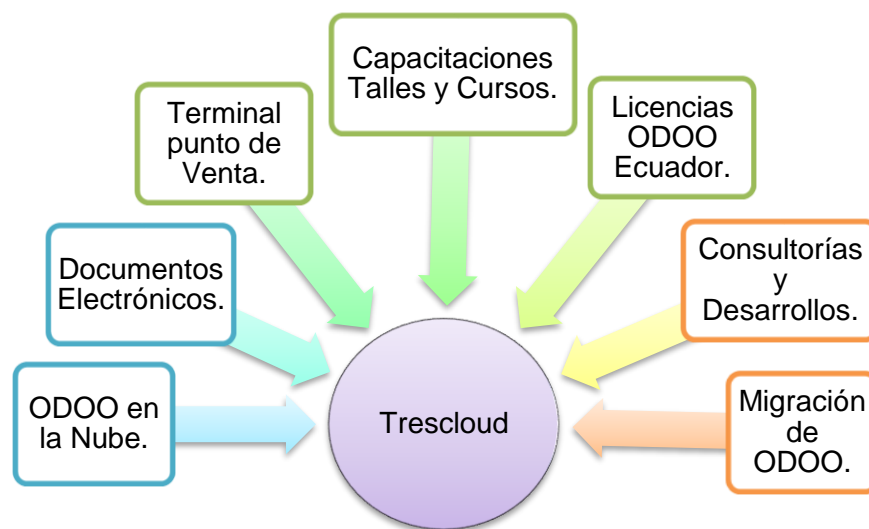 Capacitaciones
Talles y Cursos.
Terminal
punto de
Venta.
Licencias
ODOO
Ecuador.
Documentos
Electrónicos.
Consultorías
y
Desarrollos.
ODOO en
la Nube.
Trescloud
Migración
de
ODOO.